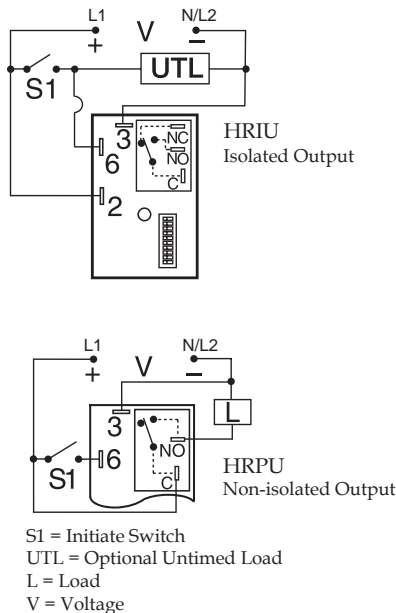 L1 N/L2
V
+ −
S1
UTL
3
NC
NO
C
6
2
HRIU
Isolated Output
L1 N/L2
V
+ −
3
L
NO
6
C
S1
HRPU
Non-isolated Output
S1 = Initiate Switch
UTL = Optional Untimed Load
L = Load
V = Voltage